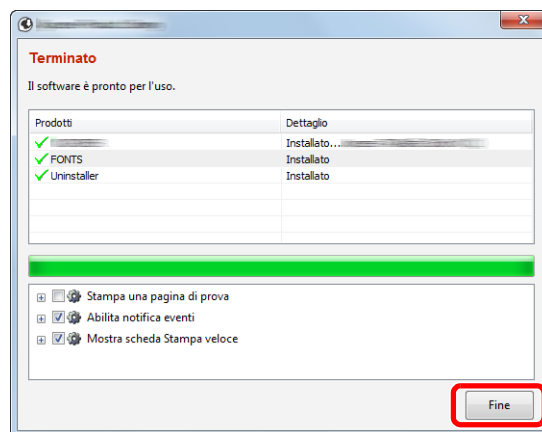 Terminato
Il software è pronto per l'uso.
Prodotti Dettaglio
Installato...
FONTS Installato
Uninstaller Installato
Stampa una pagina di prova
Abilita notifica eventi
Mostra scheda Stampa veloce
Fine